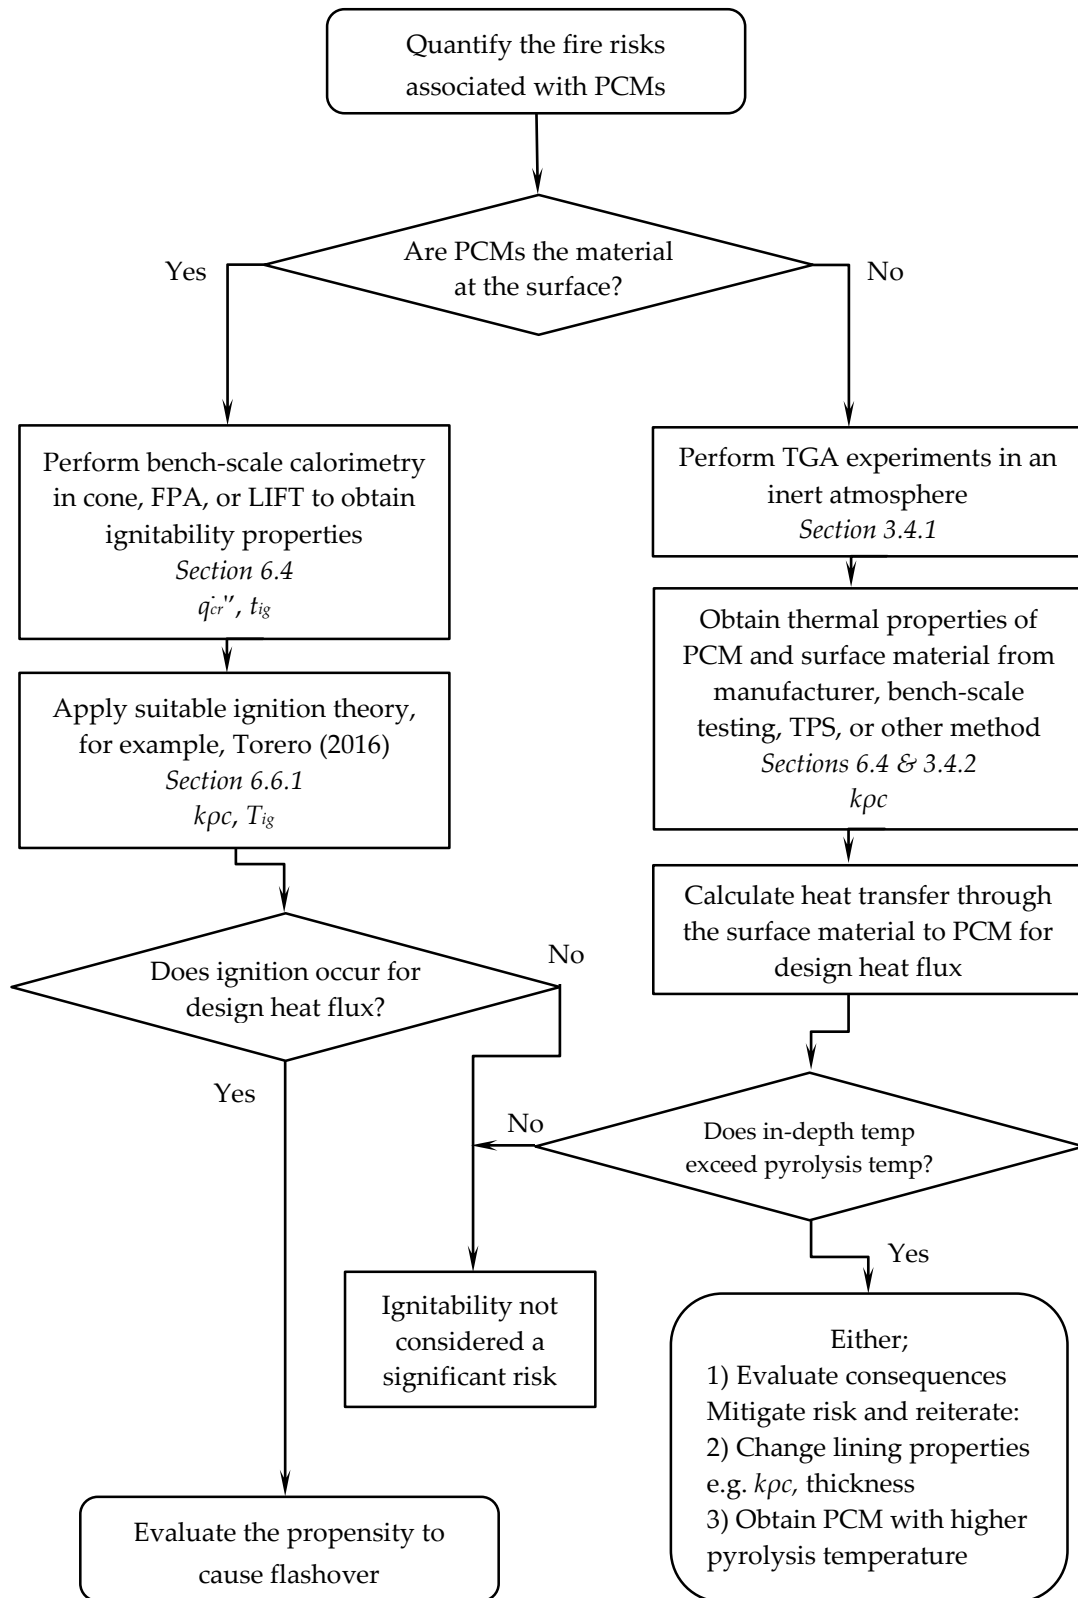 Quantify the fire risks
associated with PCMs
Are PCMs the material
at the surface?
Yes
No
Perform bench-scale calorimetry
in cone, FPA, or LIFT to obtain
ignitability properties
Section 6.4
q̇cr'', tig
Apply suitable ignition theory,
for example, Torero (2016)
Section 6.6.1
kρc, Tig
Does ignition occur for
design heat flux?
No
Yes
Perform TGA experiments in an
inert atmosphere
Section 3.4.1
Obtain thermal properties of
PCM and surface material from
manufacturer, bench-scale
testing, TPS, or other method
Sections 6.4 & 3.4.2
kρc
Calculate heat transfer through
the surface material to PCM for
design heat flux
Does in-depth temp
exceed pyrolysis temp?
No
Yes
Ignitability not
considered a
significant risk
Either;
1) Evaluate consequences
Mitigate risk and reiterate:
2) Change lining properties
e.g. kρc, thickness
3) Obtain PCM with higher
pyrolysis temperature
Evaluate the propensity to
cause flashover